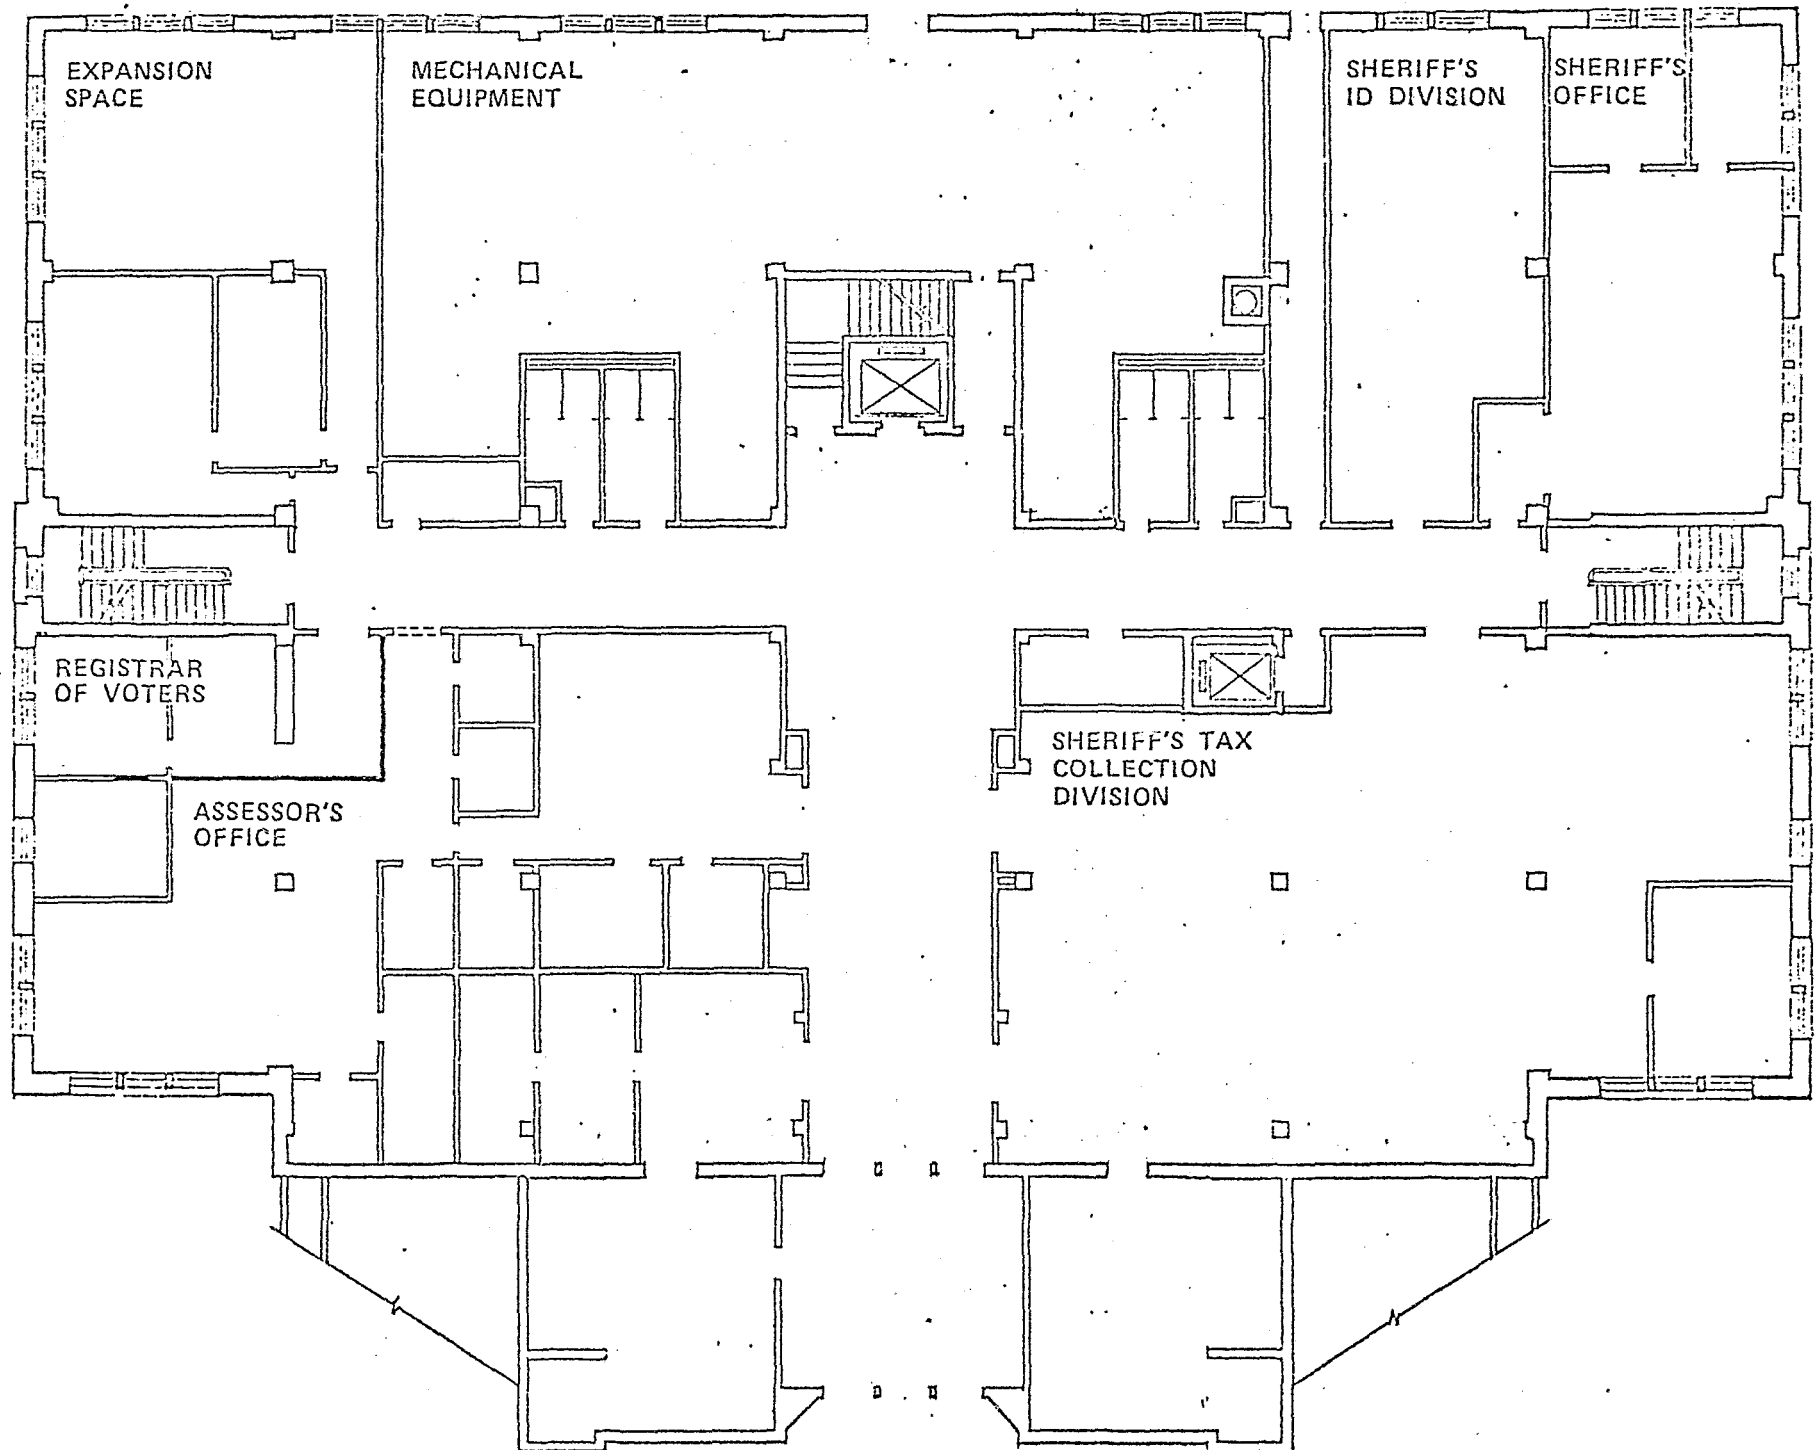 EXPANSION
SPACE
MECHANICAL
EQUIPMENT
SHERIFF'S
ID DIVISION
SHERIFF'S
OFFICE
REGISTRAR
OF VOTERS
SHERIFF'S TAX
COLLECTION
DIVISION
ASSESSOR'S
OFFICE